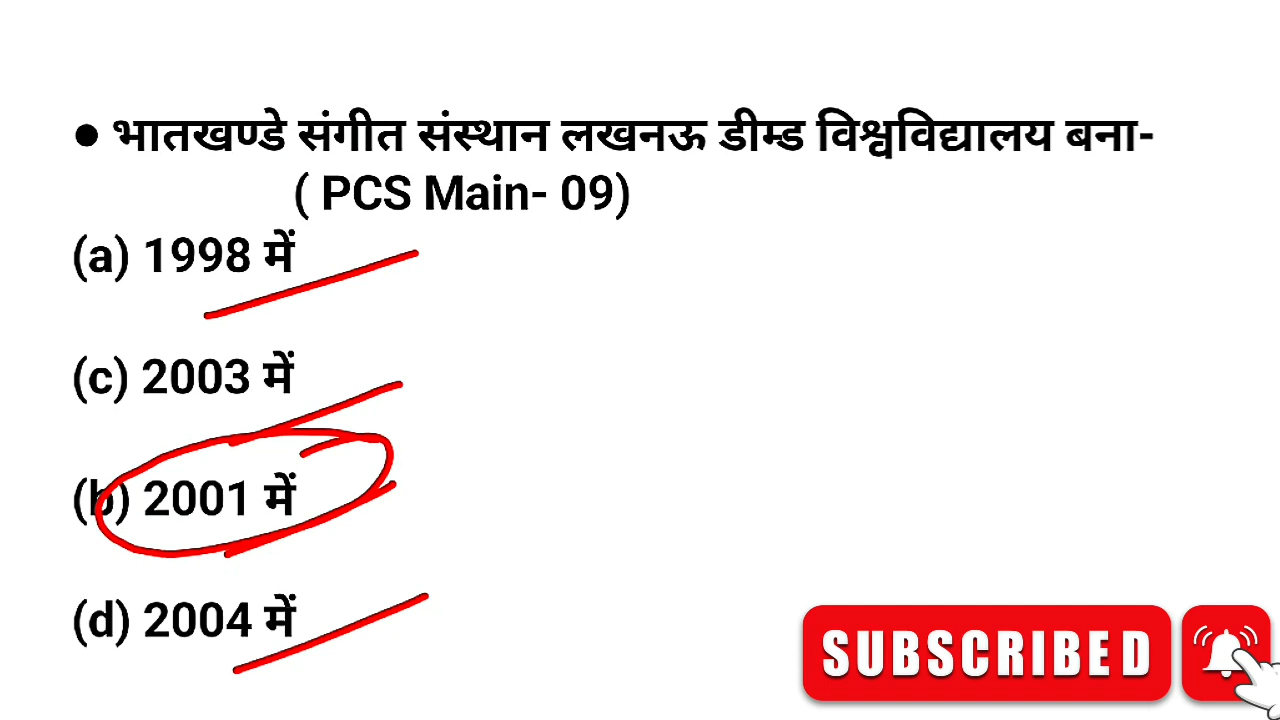 ● भातखण्डे संगीत संस्थान लखनऊ डीम्ड विश्वविद्यालय बना-
( PCS Main- 09)
(a) 1998 में
(c) 2003 में
(b) 2001 में
(d) 2004 में
SUBSCRIBED